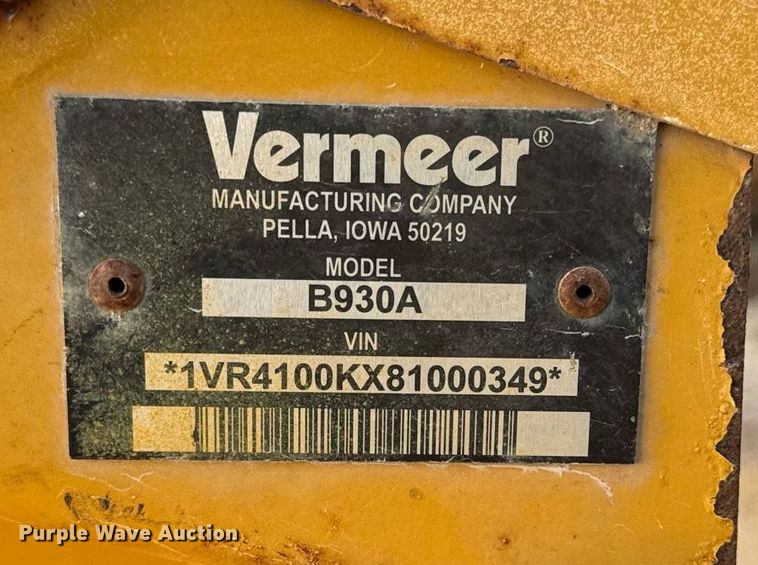 Vermeer®
MANUFACTURING COMPANY
PELLA, IOWA 50219
MODEL
B930A
VIN
*1VR4100KX81000349*
Purple Wave Auction